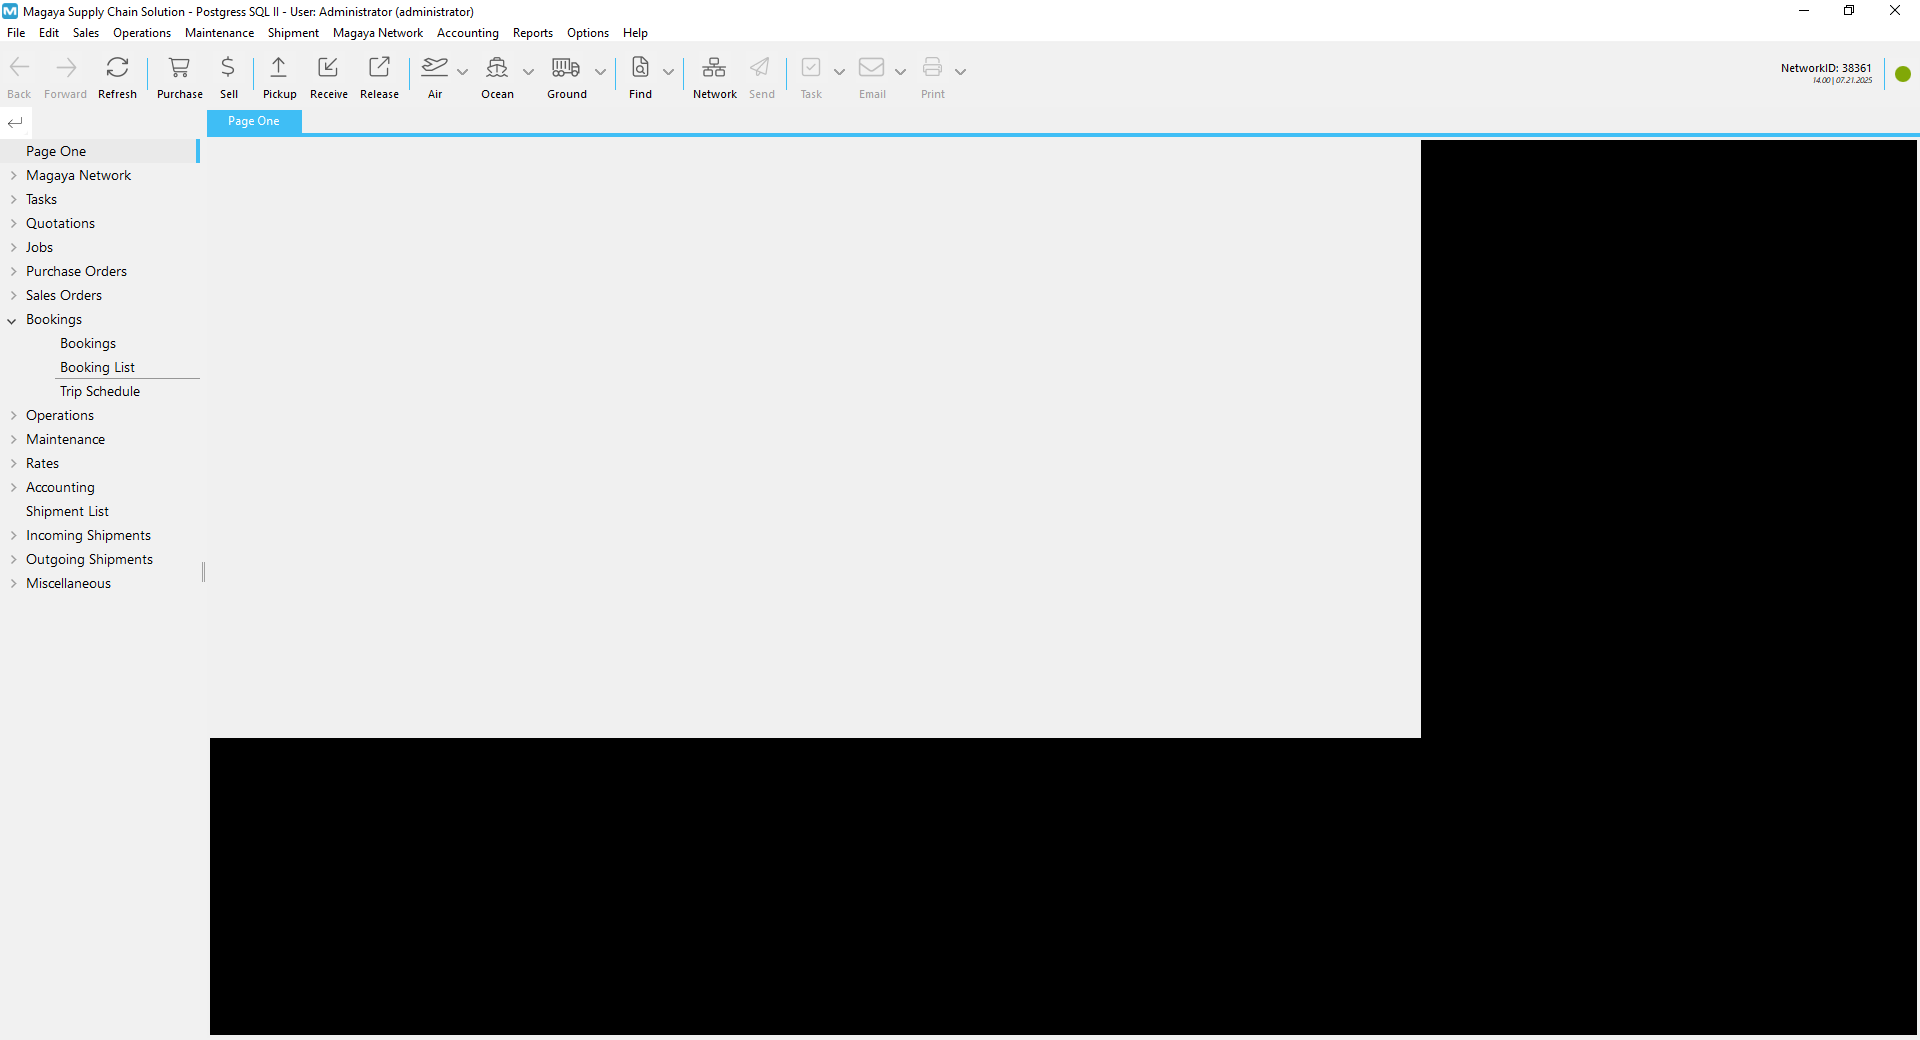 Magaya Supply Chain Solution - Postgress SQL II - User: Administrator (administrator)
File Edit Sales Operations Maintenance Shipment Magaya Network Accounting Reports Options Help
Back Forward Refresh Purchase Sell Pickup Receive Release Air Ocean Ground Find Network Send Task Email Print
NetworkID: 38361
14.00 | 07.21.2025
Page One
Page One
Magaya Network
Tasks
Quotations
Jobs
Purchase Orders
Sales Orders
Bookings
Bookings
Booking List
Trip Schedule
Operations
Maintenance
Rates
Accounting
Shipment List
Incoming Shipments
Outgoing Shipments
Miscellaneous